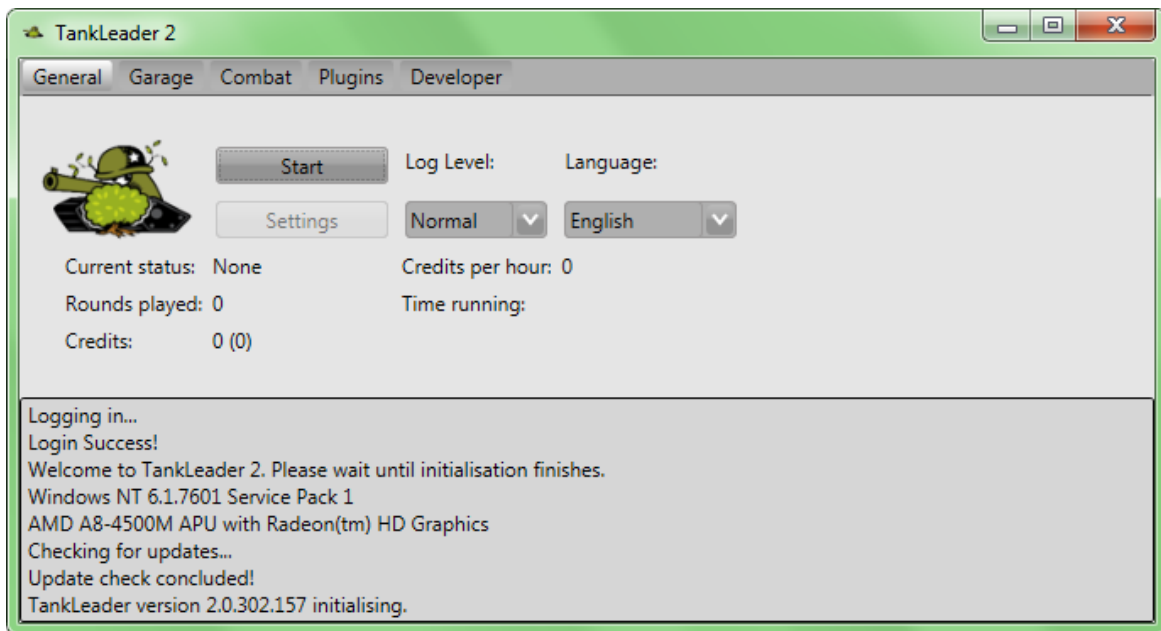 TankLeader 2
General Garage Combat Plugins Developer
Start Log Level: Language:
Settings Normal English
Current status: None Credits per hour: 0
Rounds played: 0 Time running:
Credits: 0 (0)
Logging in...
Login Success!
Welcome to TankLeader 2. Please wait until initialisation finishes.
Windows NT 6.1.7601 Service Pack 1
AMD A8-4500M APU with Radeon(tm) HD Graphics
Checking for updates...
Update check concluded!
TankLeader version 2.0.302.157 initialising.